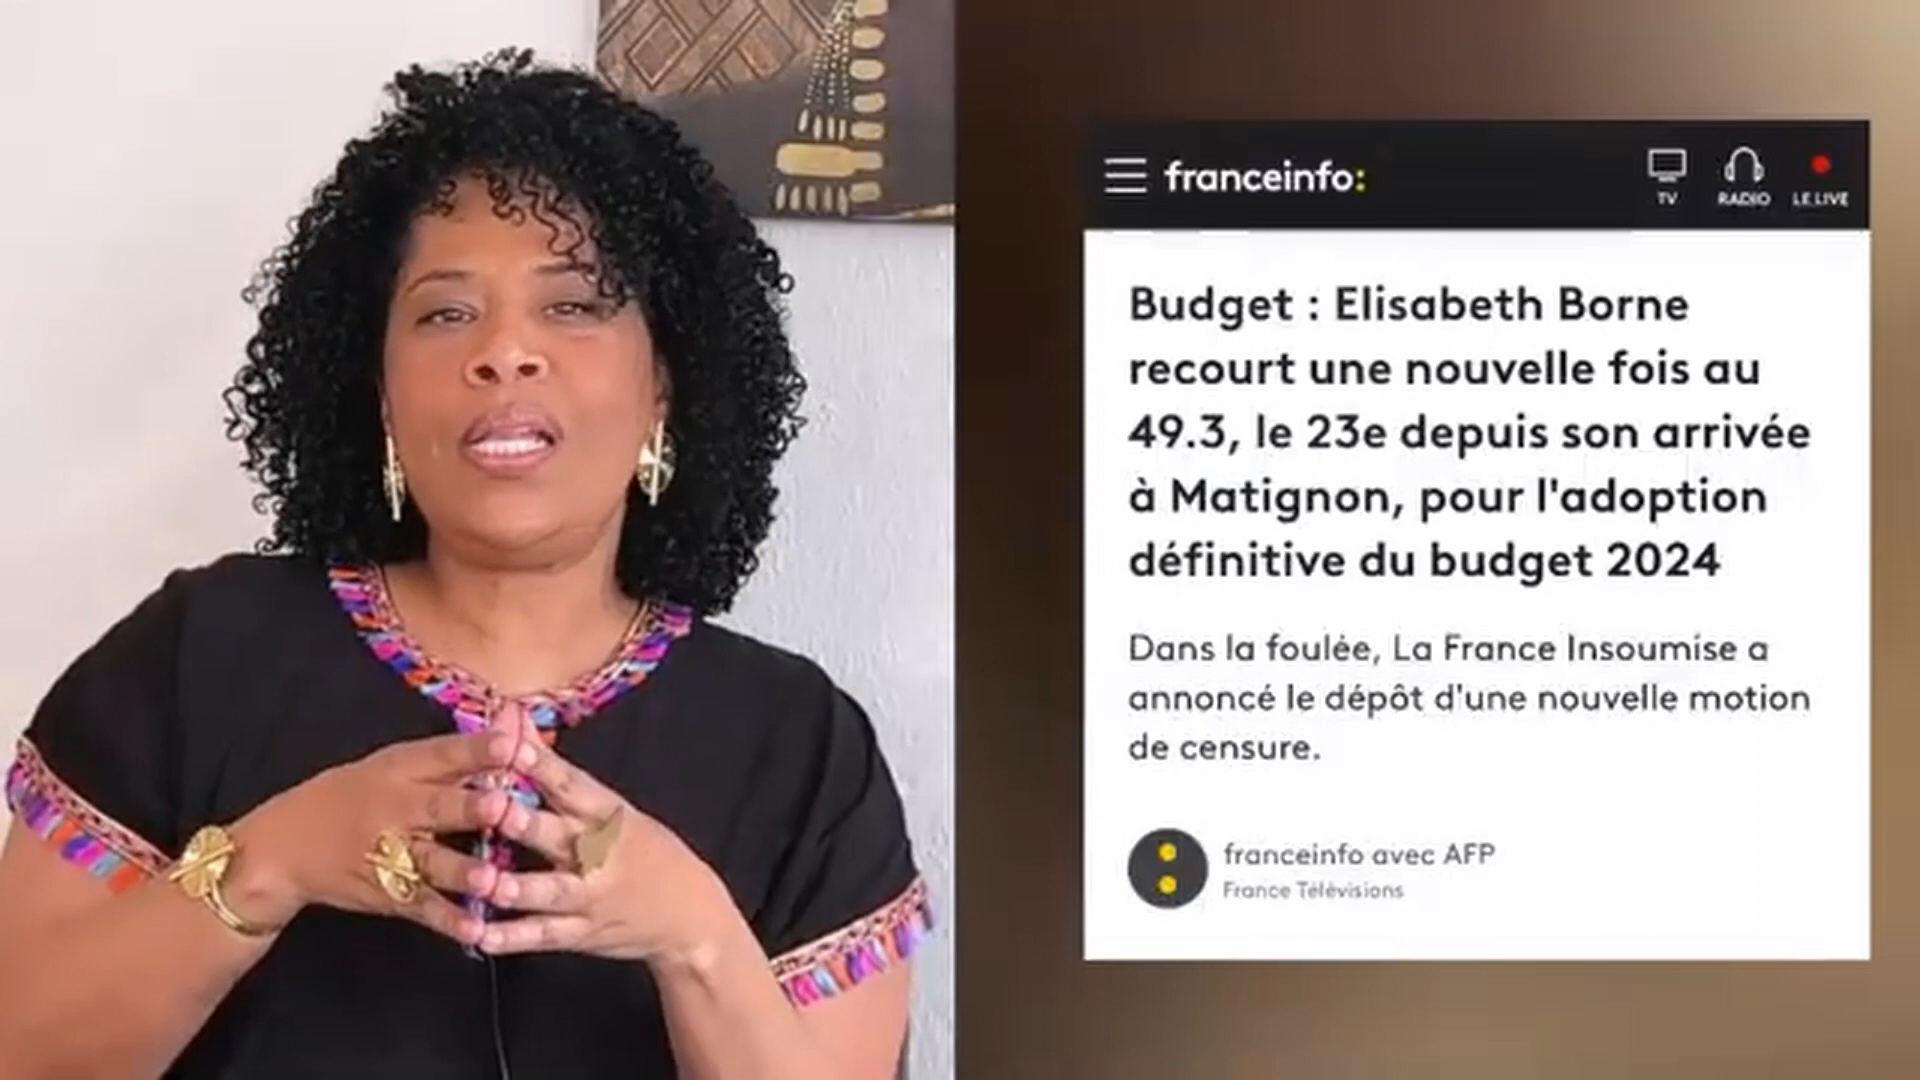 franceinfo:
TV
RADIO
LE LIVE
Budget : Elisabeth Borne
recourt une nouvelle fois au
49.3, le 23e depuis son arrivée
à Matignon, pour l'adoption
définitive du budget 2024
Dans la foulée, La France Insoumise a
annoncé le dépôt d'une nouvelle motion
de censure.
franceinfo avec AFP
France Télévisions